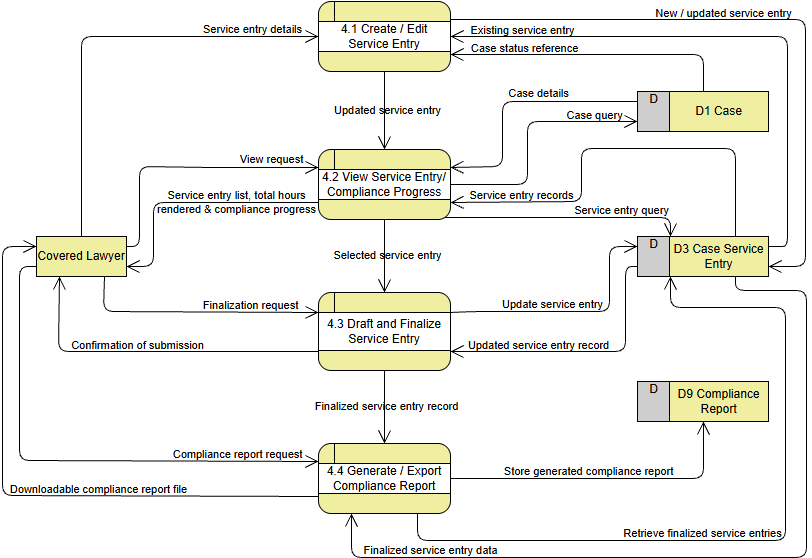 New / updated service entry
Service entry details
4.1 Create / Edit
Service Entry
Existing service entry
Case status reference
Case details
D
D1 Case
Updated service entry
Case query
View request
4.2 View Service Entry/
Compliance Progress
Service entry list, total hours
rendered & compliance progress
Service entry records
Service entry query
Covered Lawyer
Selected service entry
D
D3 Case Service
Entry
Finalization request
4.3 Draft and Finalize
Service Entry
Update service entry
Confirmation of submission
Updated service entry record
Finalized service entry record
D
D9 Compliance
Report
Compliance report request
4.4 Generate / Export
Compliance Report
Store generated compliance report
Downloadable compliance report file
Retrieve finalized service entries
Finalized service entry data